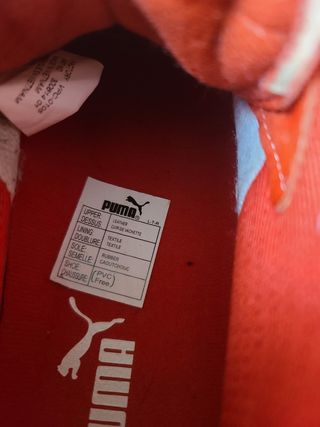 PUMA
L-7-R
UPPER: LEATHER
DESSUS: CUIR DE VACHETTE
LINING: TEXTILE
DOUBLURE: TEXTILE
SOLE: RUBBER
SEMELLE: CAOUTCHOUC
SHOE (PVC
CHAUSSURE: Free)
PUMA